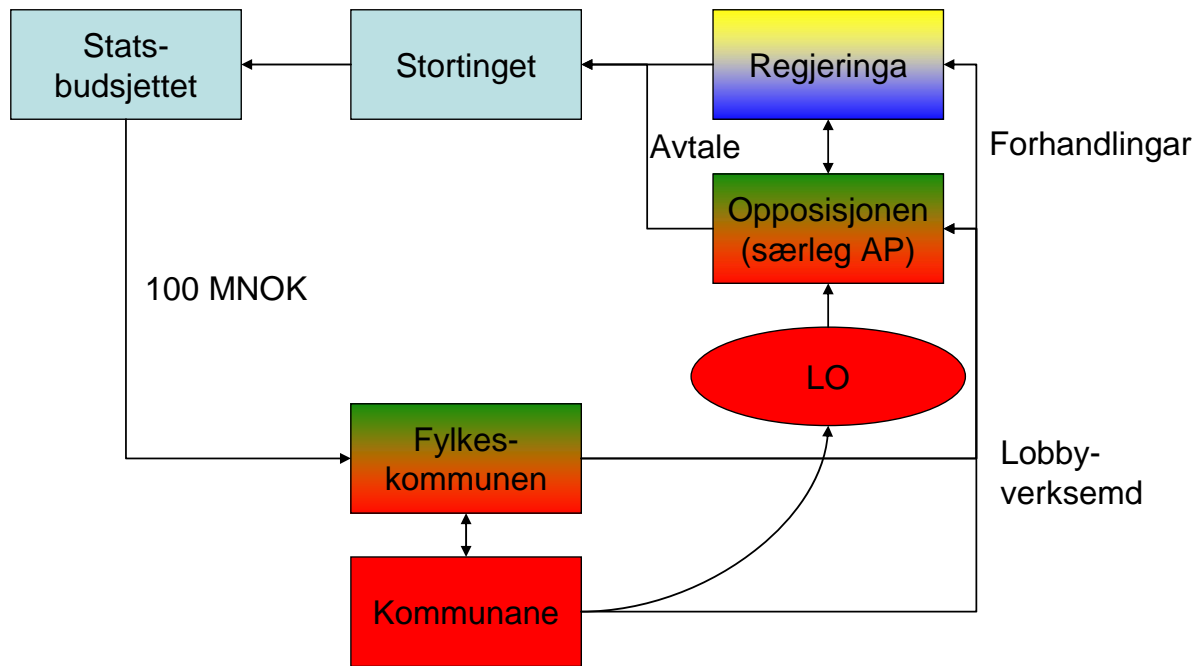 Stats-
budsjettet
Stortinget
Regjeringa
Avtale
Forhandlingar
Opposisjonen
(særleg AP)
100 MNOK
LO
Fylkes-
kommunen
Lobby-
verksemd
Kommunane